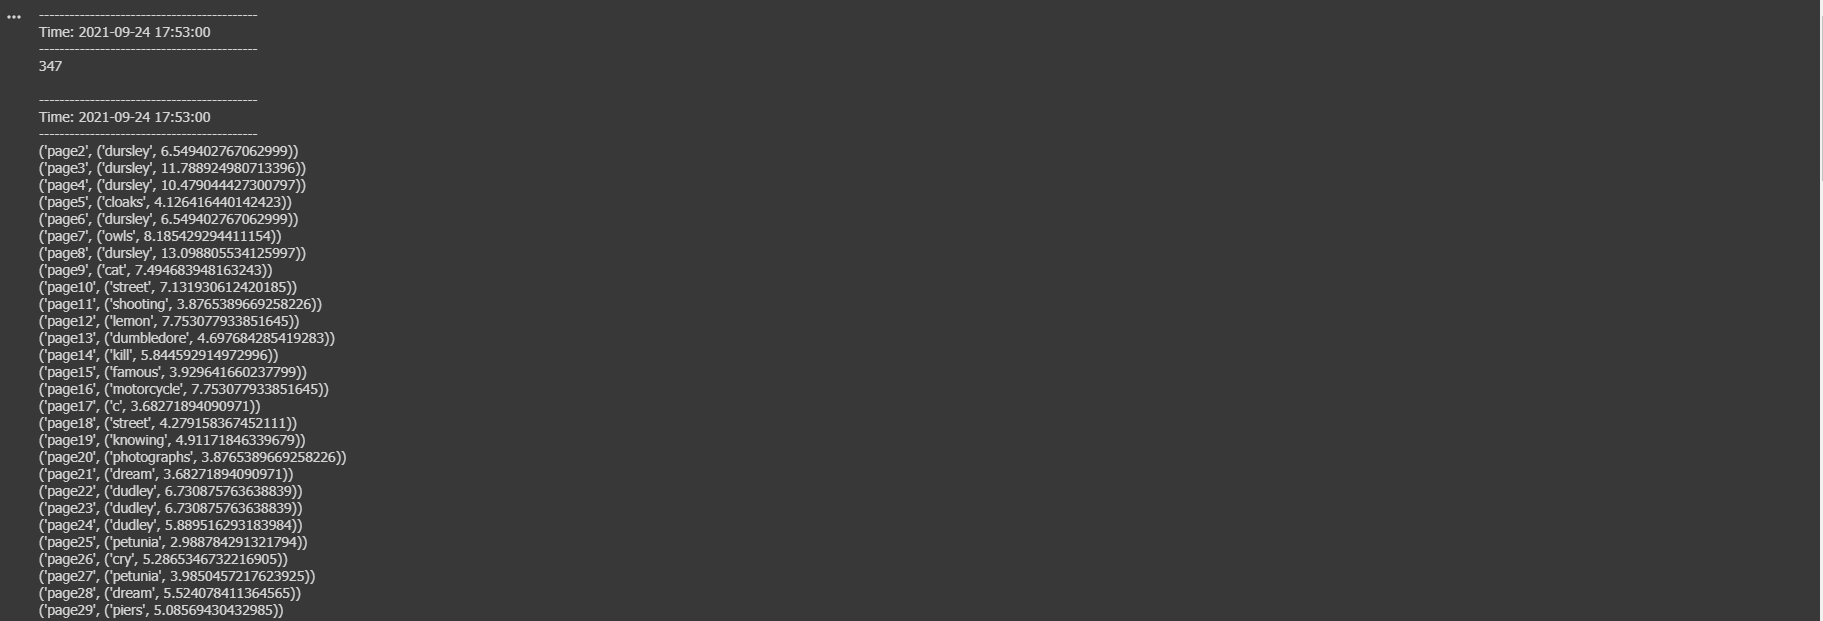 -------------------------------------------
Time: 2021-09-24 17:53:00
-------------------------------------------
347
-------------------------------------------
Time: 2021-09-24 17:53:00
-------------------------------------------
('page2', ('dursley', 6.549402767062999))
('page3', ('dursley', 11.788924980713396))
('page4', ('dursley', 10.479044427300797))
('page5', ('cloaks', 4.126416440142423))
('page6', ('dursley', 6.549402767062999))
('page7', ('owls', 8.185429294411154))
('page8', ('dursley', 13.098805534125997))
('page9', ('cat', 7.494683948163243))
('page10', ('street', 7.131930612420185))
('page11', ('shooting', 3.8765389669258226))
('page12', ('lemon', 7.753077933851645))
('page13', ('dumbledore', 4.697684285419283))
('page14', ('kill', 5.844592914972996))
('page15', ('famous', 3.929641660237799))
('page16', ('motorcycle', 7.753077933851645))
('page17', ('c', 3.68271894090971))
('page18', ('street', 4.279158367452111))
('page19', ('knowing', 4.91171846339679))
('page20', ('photographs', 3.8765389669258226))
('page21', ('dream', 3.68271894090971))
('page22', ('dudley', 6.730875763638839))
('page23', ('dudley', 6.730875763638839))
('page24', ('dudley', 5.889516293183984))
('page25', ('petunia', 2.988784291321794))
('page26', ('cry', 5.2865346732216905))
('page27', ('petunia', 3.9850457217623925))
('page28', ('dream', 5.524078411364565))
('page29', ('piers', 5.08569430432985))